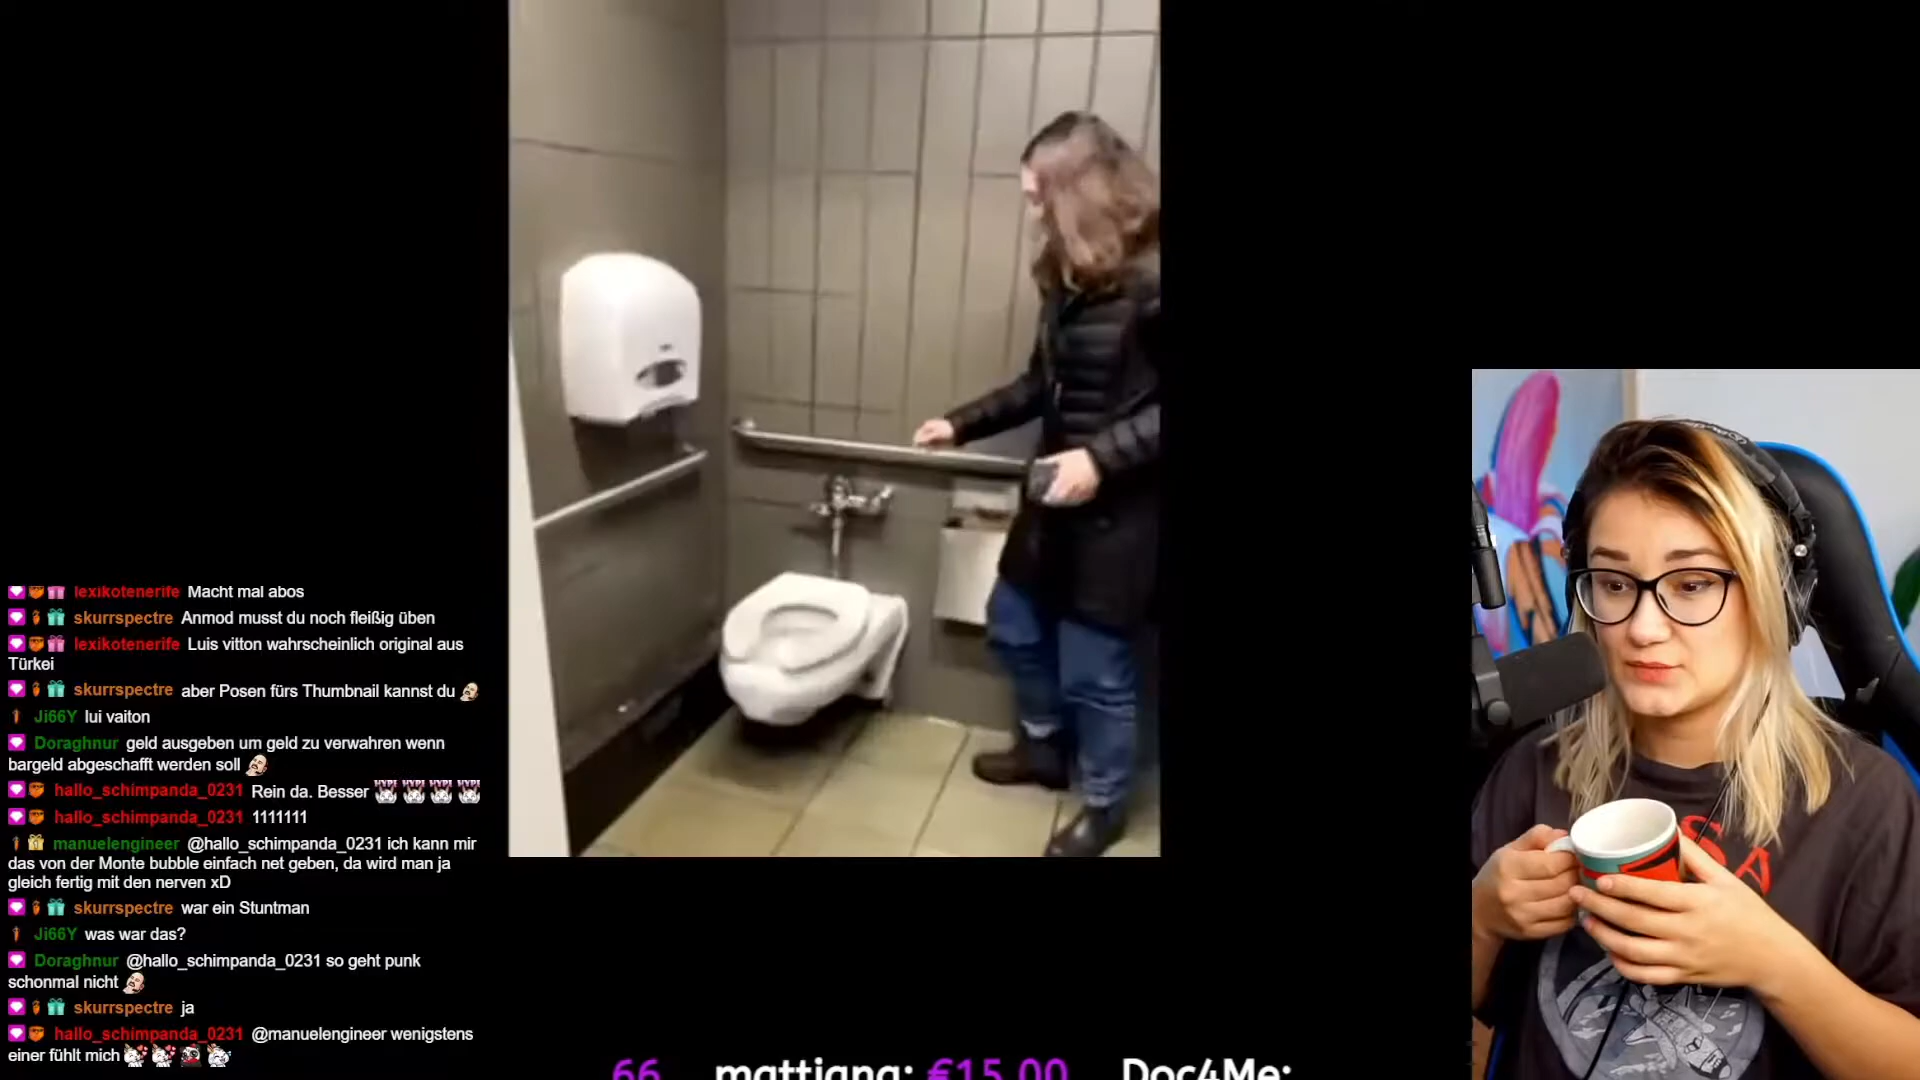 lexikotenerife Macht mal abos
skurrspectre Anmod musst du noch fleißig üben
lexikotenerife Luis vitton wahrscheinlich original aus
Türkei
skurrspectre aber Posen fürs Thumbnail kannst du
Ji66Y lui vaiton
Doraghnur geld ausgeben um geld zu verwahren wenn
bargeld abgeschafft werden soll
hallo_schimpanda_0231 Rein da. Besser
hallo_schimpanda_0231 1111111
manuelengineer @hallo_schimpanda_0231 ich kann mir
das von der Monte bubble einfach net geben, da wird man ja
gleich fertig mit den nerven xD
skurrspectre war ein Stuntman
Ji66Y was war das?
Doraghnur @hallo_schimpanda_0231 so geht punk
schonmal nicht
skurrspectre ja
hallo_schimpanda_0231 @manuelengineer wenigstens
einer fühlt mich
66 mattjang: €15.00 Doc4Me: